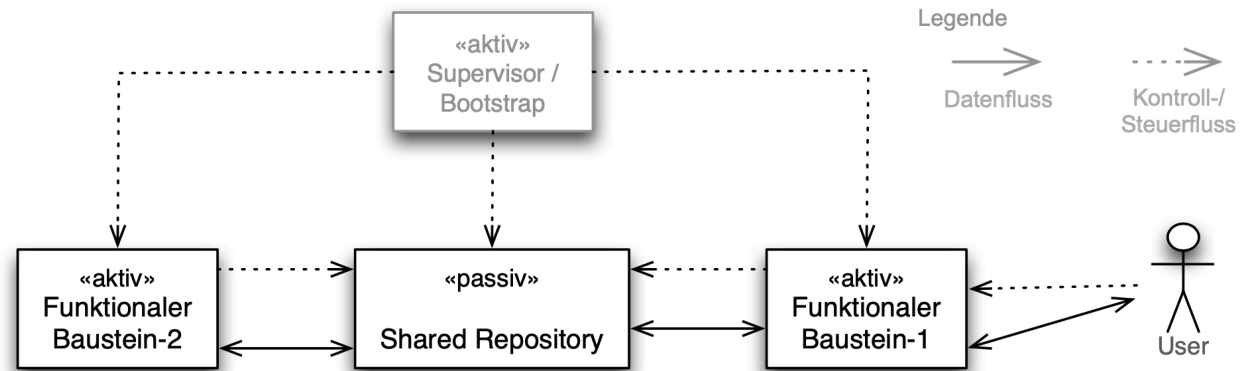 «aktiv»
Supervisor /
Bootstrap
Legende
Datenfluss
Kontroll-/
Steuerfluss
«aktiv»
Funktionaler
Baustein-2
«passiv»
Shared Repository
«aktiv»
Funktionaler
Baustein-1
User